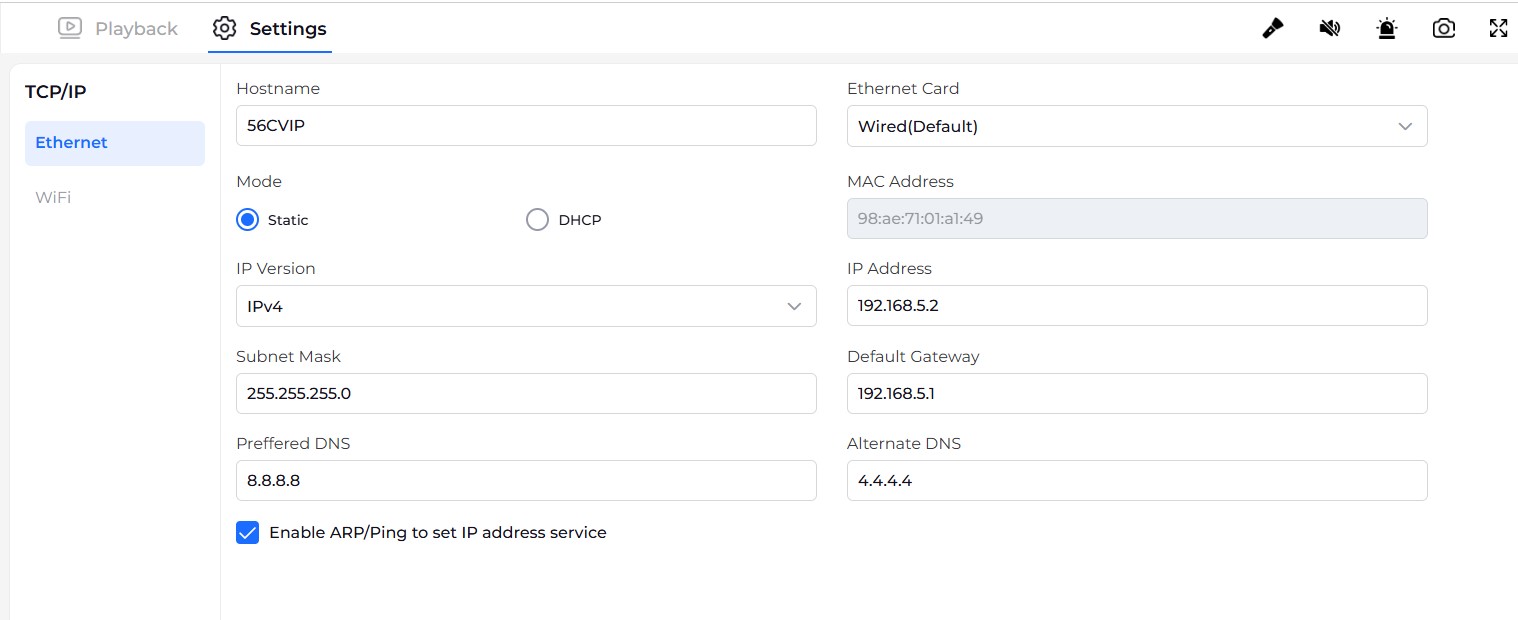 Playback Settings
TCP/IP
Ethernet
WiFi
Hostname
56CVIP
Ethernet Card
Wired(Default)
Mode
Static DHCP
MAC Address
98:ae:71:01:a1:49
IP Version
IPv4
IP Address
192.168.5.2
Subnet Mask
255.255.255.0
Default Gateway
192.168.5.1
Preffered DNS
8.8.8.8
Alternate DNS
4.4.4.4
Enable ARP/Ping to set IP address service